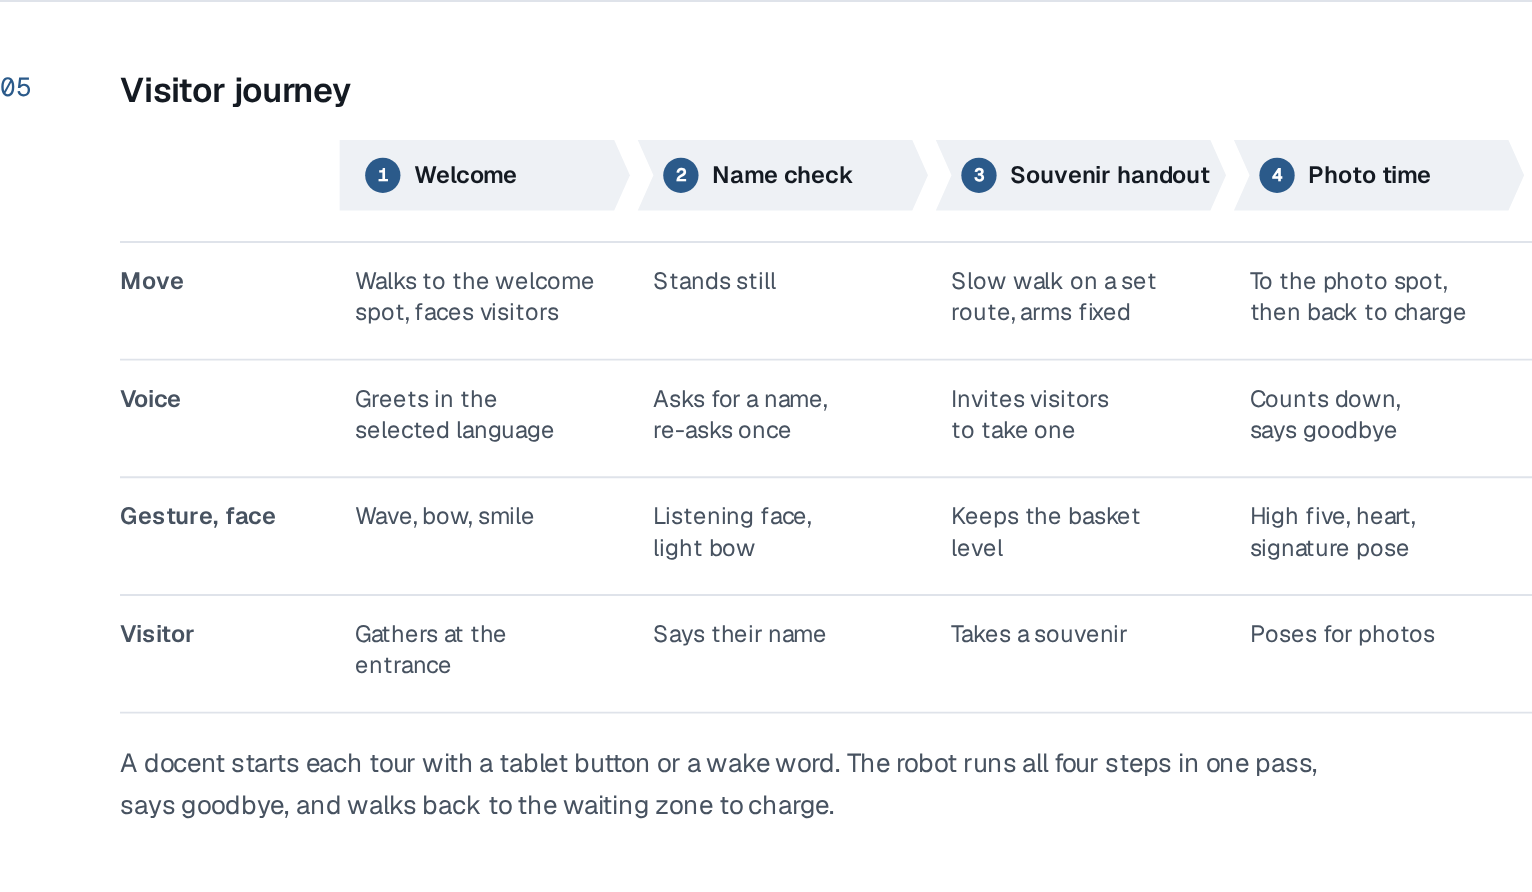 05
Visitor journey
1 Welcome
2 Name check
3 Souvenir handout
4 Photo time
Move
Walks to the welcome
spot, faces visitors
Stands still
Slow walk on a set
route, arms fixed
To the photo spot,
then back to charge
Voice
Greets in the
selected language
Asks for a name,
re-asks once
Invites visitors
to take one
Counts down,
says goodbye
Gesture, face
Wave, bow, smile
Listening face,
light bow
Keeps the basket
level
High five, heart,
signature pose
Visitor
Gathers at the
entrance
Says their name
Takes a souvenir
Poses for photos
A docent starts each tour with a tablet button or a wake word. The robot runs all four steps in one pass,
says goodbye, and walks back to the waiting zone to charge.